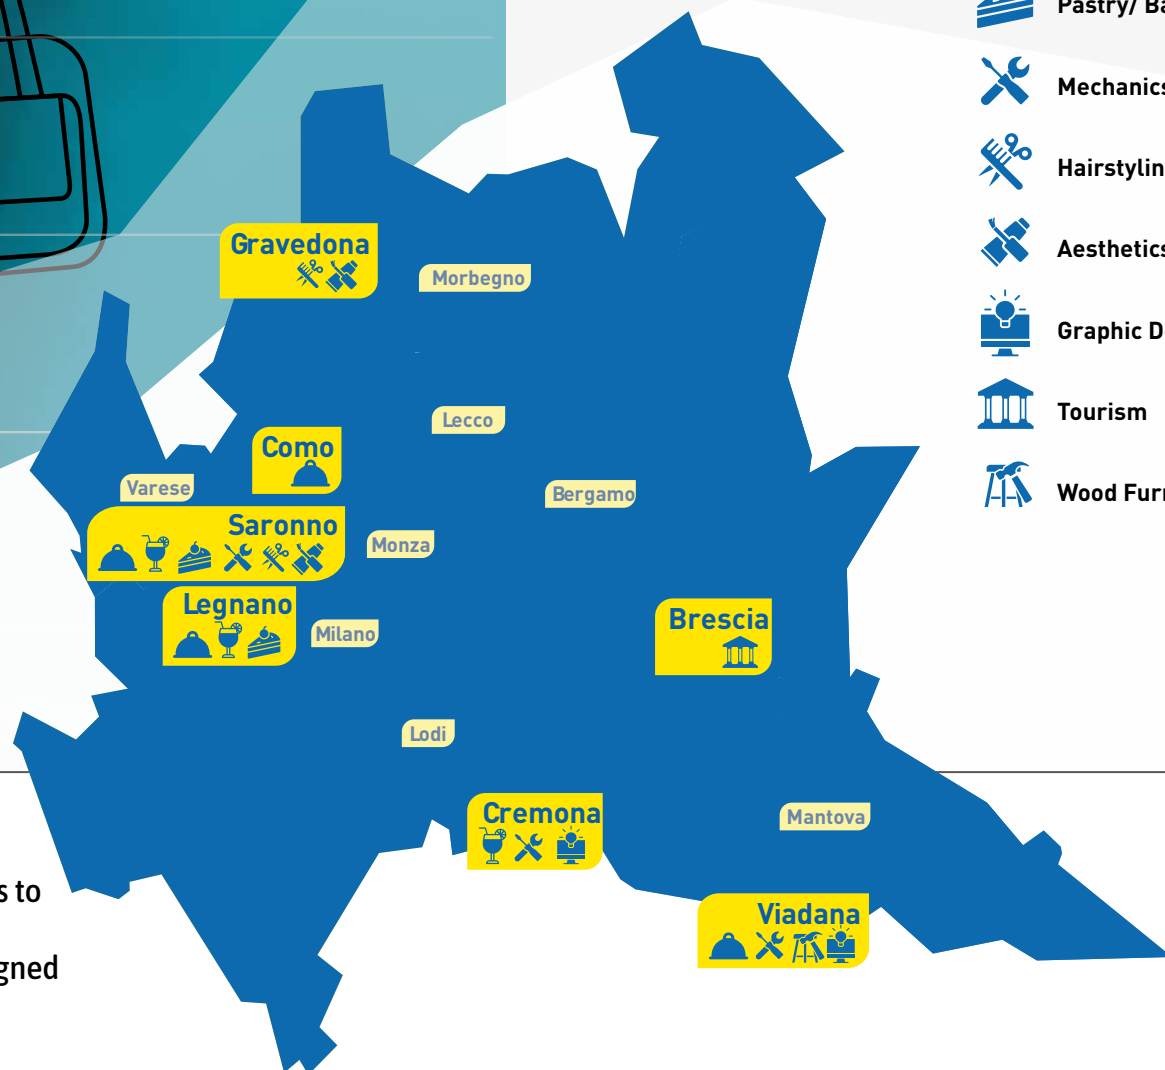 Pastry/ Ba
Mechanics
Hairstylin
Aesthetics
Graphic D
Tourism
Wood Furn
Gravedona
Morbegno
Lecco
Como
Varese
Bergamo
Saronno
Monza
Legnano
Milano
Brescia
Lodi
Cremona
Mantova
Viadana
s to
gned